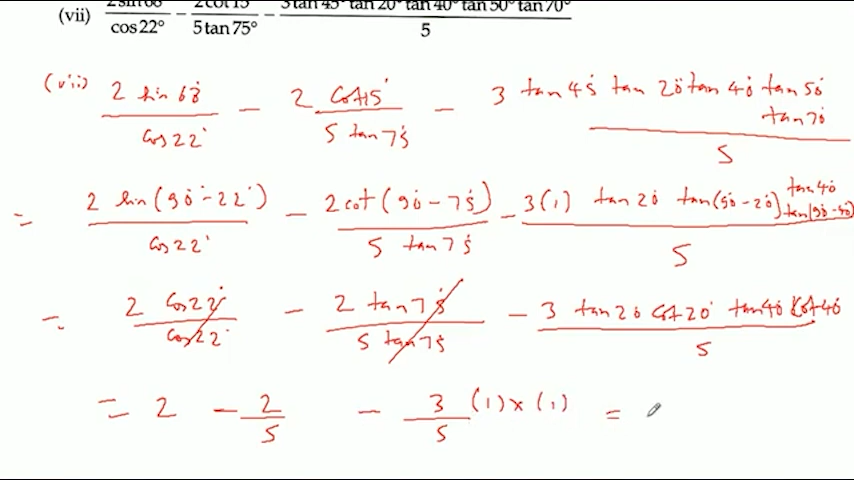 (vii) 2sin68° / cos22° − 2cot15° / 5tan75° − 3tan45° tan20° tan40° tan50° tan70° / 5
(vii) 2 sin 68° / cos 22° − 2 cot 15° / 5 tan 75° − 3 tan 45° tan 20° tan 40° tan 50° tan 70° / 5
= 2 sin(90° − 22°) / cos 22° − 2 cot(90° − 75°) / 5 tan 75° − 3(1) tan 20° tan(90° − 20°) tan 40° tan(90° − 40°) / 5
= 2 cos 22° / cos 22° − 2 tan 75° / 5 tan 75° − 3 tan 20° cot 20° tan 40° cot 40° / 5
= 2 − 2/5 − 3/5 (1) × (1) =